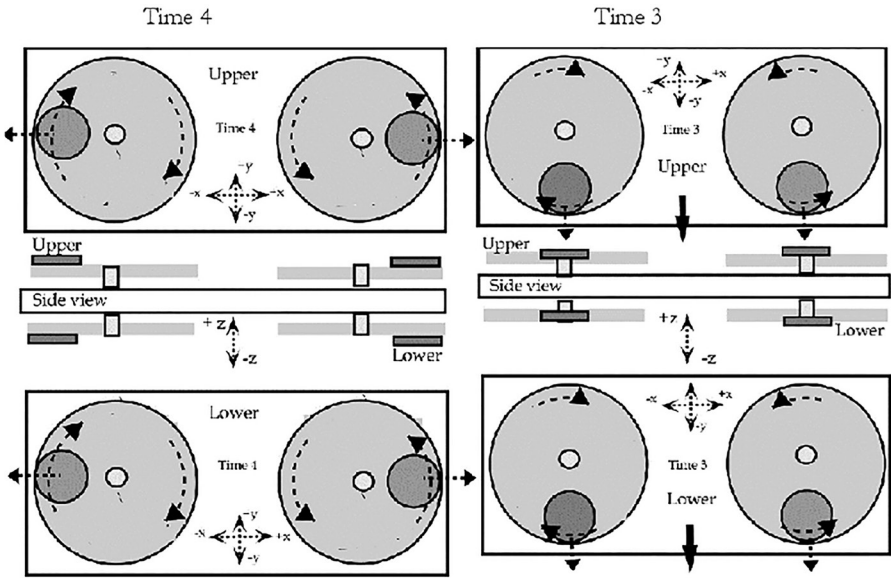 Time 4
Upper
Time 4
-y
-x +x
-y
Upper
Side view
+ z
-z
Lower
Lower
Time 4
-y
-x +x
-y
Time 3
-y
-x +x
-y
Time 3
Upper
Upper
Side view
+z
-z
Lower
-x +x
-y
Time 3
Lower